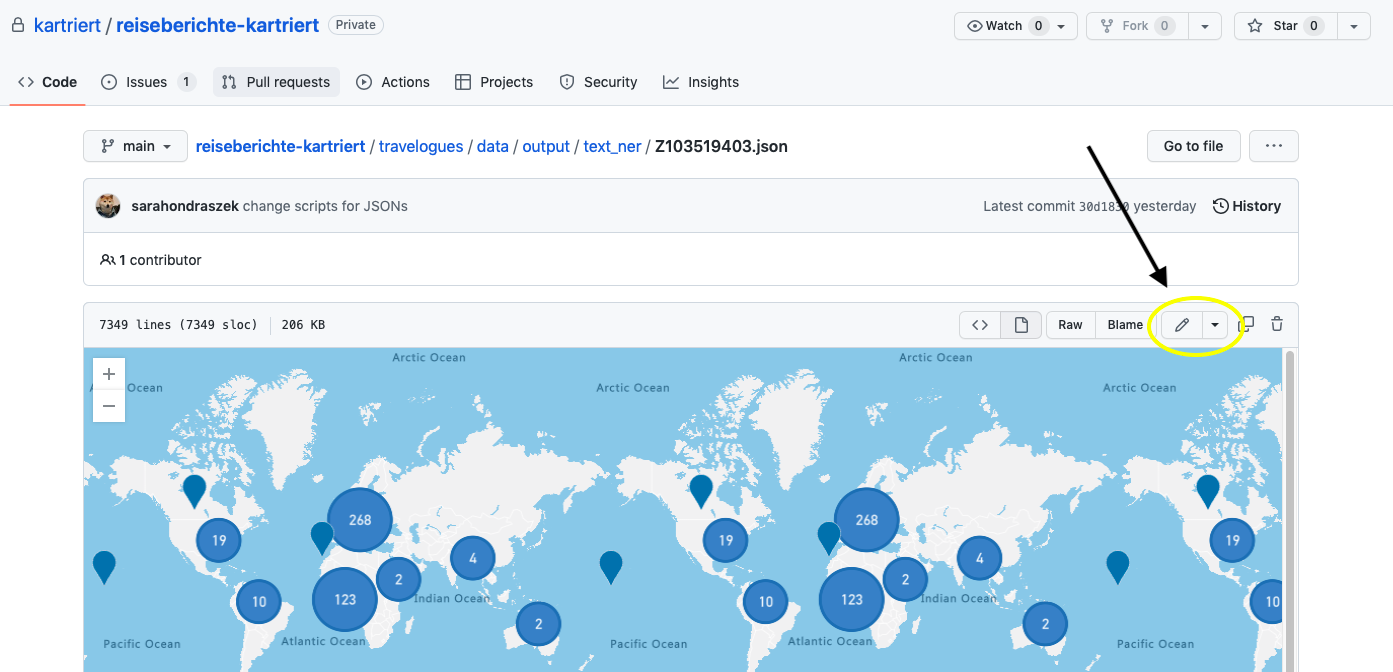 kartriert / reiseberichte-kartriert Private
Watch 0 Fork 0 Star 0
Code Issues 1 Pull requests Actions Projects Security Insights
main reiseberichte-kartriert / travelogues / data / output / text_ner / Z103519403.json Go to file ...
sarahondraszek change scripts for JSONs Latest commit 30d1830 yesterday History
1 contributor
7349 lines (7349 sloc) 206 KB Raw Blame
Arctic Ocean Arctic Ocean
+ Ocean Arctic Ocean Arctic Ocean
−
268 268
19 19 19
4 4
2 2
10 123 10 123 10
Indian Ocean Indian Ocean
2 2
Pacific Ocean Atlantic Ocean Pacific Ocean Atlantic Ocean Pacific Ocean